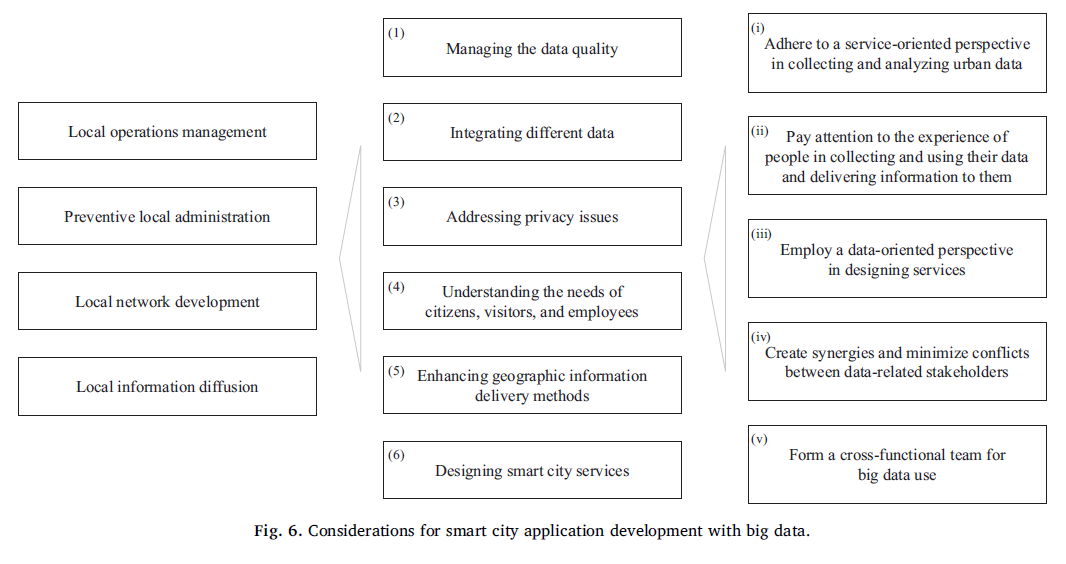 Local operations management
Preventive local administration
Local network development
Local information diffusion
(1)
Managing the data quality
(2)
Integrating different data
(3)
Addressing privacy issues
(4)
Understanding the needs of
citizens, visitors, and employees
(5)
Enhancing geographic information
delivery methods
(6)
Designing smart city services
(i)
Adhere to a service-oriented perspective
in collecting and analyzing urban data
(ii)
Pay attention to the experience of
people in collecting and using their data
and delivering information to them
(iii)
Employ a data-oriented perspective
in designing services
(iv)
Create synergies and minimize conflicts
between data-related stakeholders
(v)
Form a cross-functional team for
big data use
Fig. 6. Considerations for smart city application development with big data.